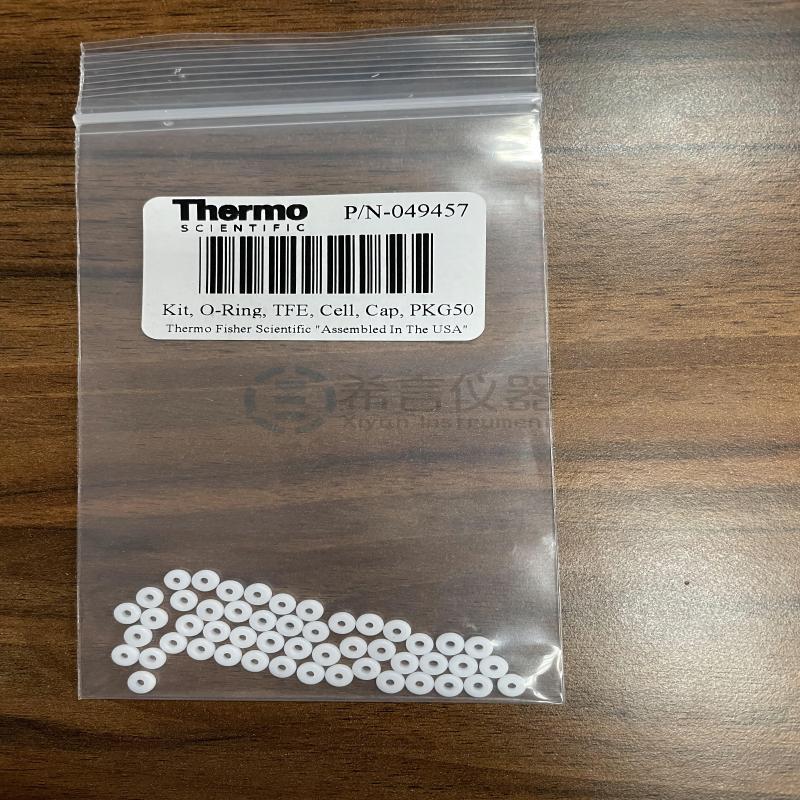 Thermo P/N-049457
SCIENTIFIC
Kit, O-Ring, TFE, Cell, Cap, PKG50
Thermo Fisher Scientific "Assembled In The USA"
希言仪器
Xiyan Instrument